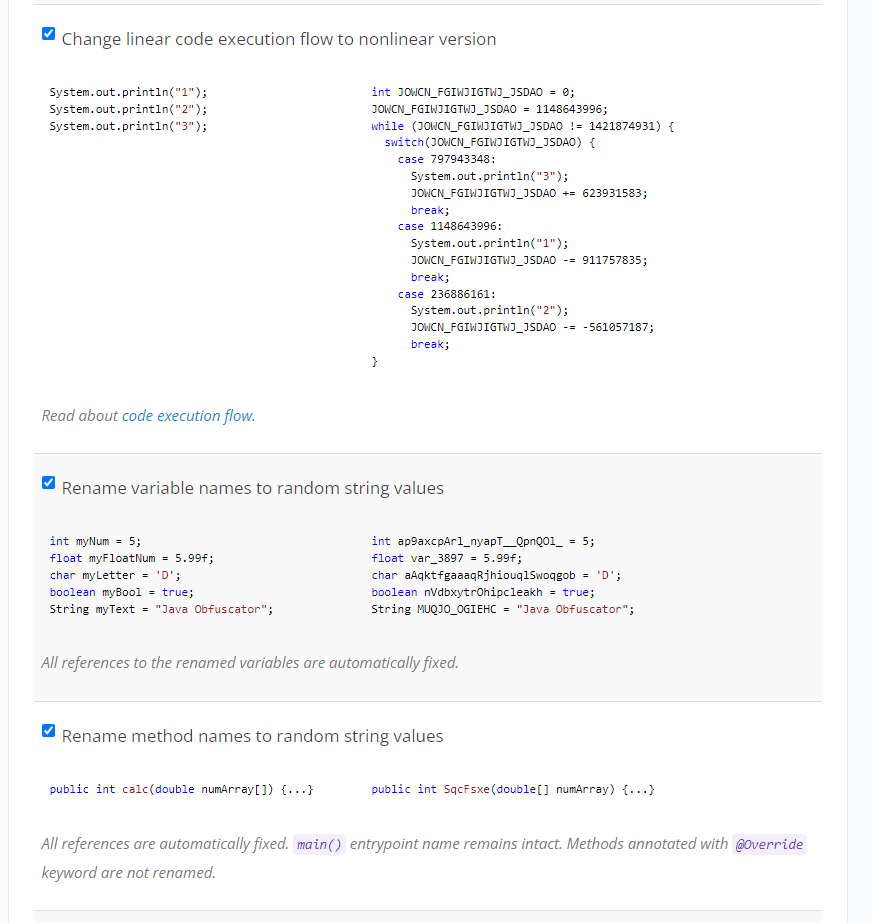 Change linear code execution flow to nonlinear version
System.out.println("1");
System.out.println("2");
System.out.println("3");
int JOWCN_FGIWJIGTWJ_JSDAO = 0;
JOWCN_FGIWJIGTWJ_JSDAO = 1148643996;
while (JOWCN_FGIWJIGTWJ_JSDAO != 1421874931) {
switch(JOWCN_FGIWJIGTWJ_JSDAO) {
case 797943348:
System.out.println("3");
JOWCN_FGIWJIGTWJ_JSDAO += 623931583;
break;
case 1148643996:
System.out.println("1");
JOWCN_FGIWJIGTWJ_JSDAO -= 911757835;
break;
case 236886161:
System.out.println("2");
JOWCN_FGIWJIGTWJ_JSDAO -= -561057187;
break;
}
Read about code execution flow.
Rename variable names to random string values
int myNum = 5;
float myFloatNum = 5.99f;
char myLetter = 'D';
boolean myBool = true;
String myText = "Java Obfuscator";
int ap9axcpArl_nyapT__QpnQOl_ = 5;
float var_3897 = 5.99f;
char aAqktfgaaaqRjhiouqlSwoqgob = 'D';
boolean nVdbxytrOhipcleakh = true;
String MUQJO_OGIEHC = "Java Obfuscator";
All references to the renamed variables are automatically fixed.
Rename method names to random string values
public int calc(double numArray[]) {...}
public int SqcFsxe(double[] numArray) {...}
All references are automatically fixed. main() entrypoint name remains intact. Methods annotated with @Override
keyword are not renamed.